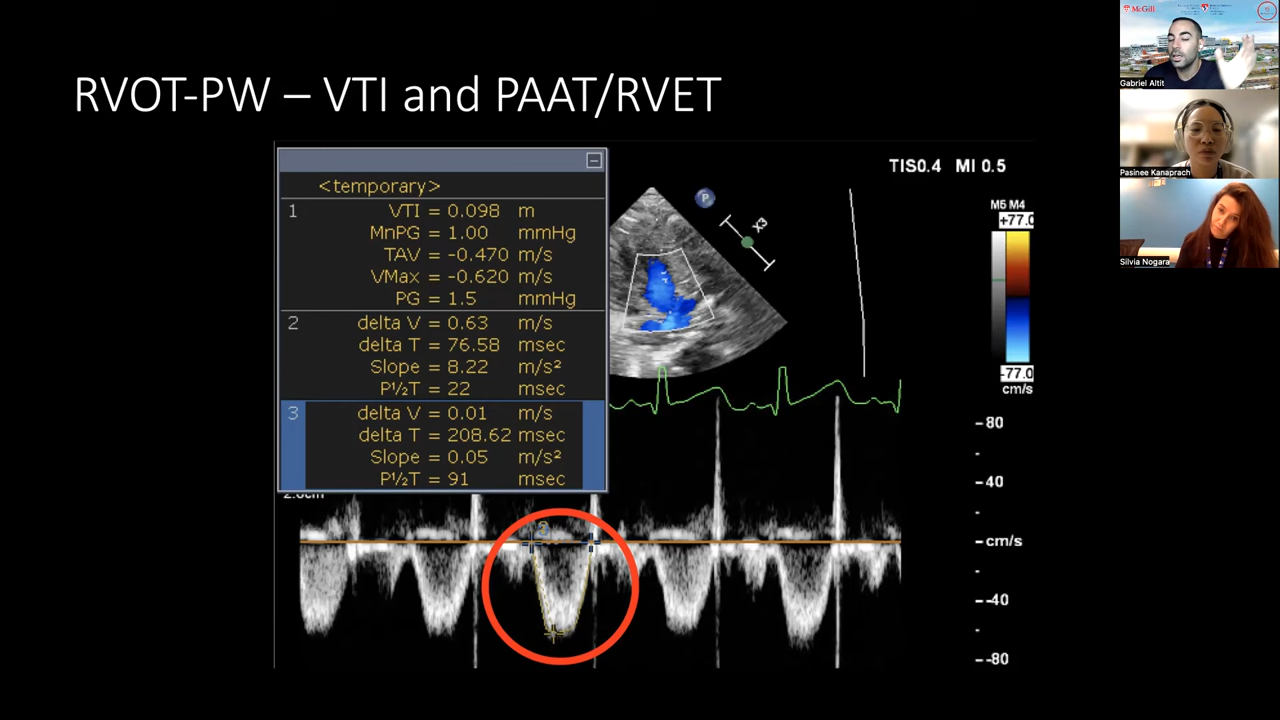 RVOT-PW – VTI and PAAT/RVET
<temporary>
1 VTI = 0.098 m
MnPG = 1.00 mmHg
TAV = -0.470 m/s
VMax = -0.620 m/s
PG = 1.5 mmHg
2 delta V = 0.63 m/s
delta T = 76.58 msec
Slope = 8.22 m/s²
P½T = 22 msec
3 delta V = 0.01 m/s
delta T = 208.62 msec
Slope = 0.05 m/s²
P½T = 91 msec
P
X3
TIS0.4 MI 0.5
M5 M4
+77.0
-77.0
cm/s
80
40
cm/s
-40
-80
2
McGill
Gabriel Altit
Pasinee Kanaprach
Silvia Nogara